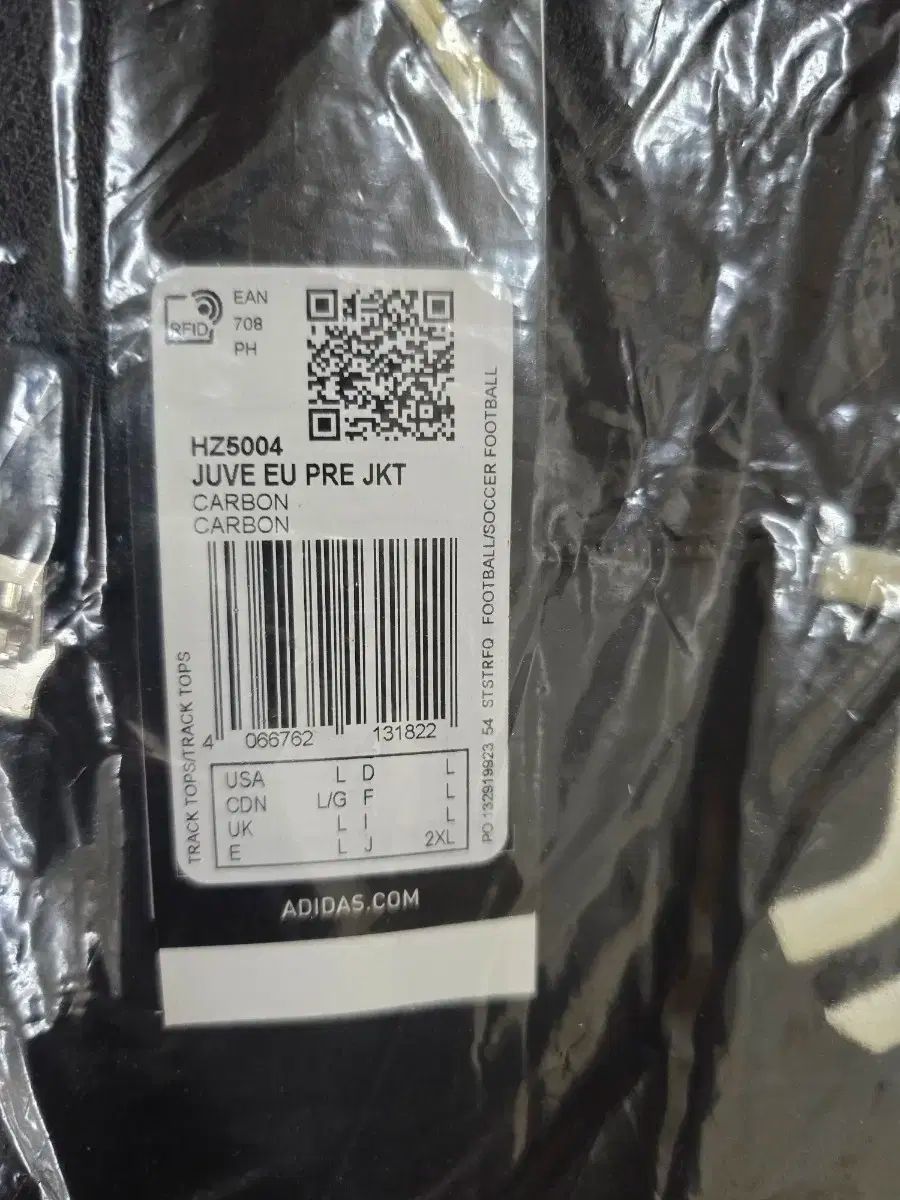 RFID
EAN
708
PH
HZ5004
JUVE EU PRE JKT
CARBON
CARBON
4 066762 131822
TRACK TOPS/TRACK TOPS
PO 132919923 54 STSTRFQ FOOTBALL/SOCCER FOOTBALL
USA L D L
CDN L/G F L
UK L I L
E L J 2XL
ADIDAS.COM